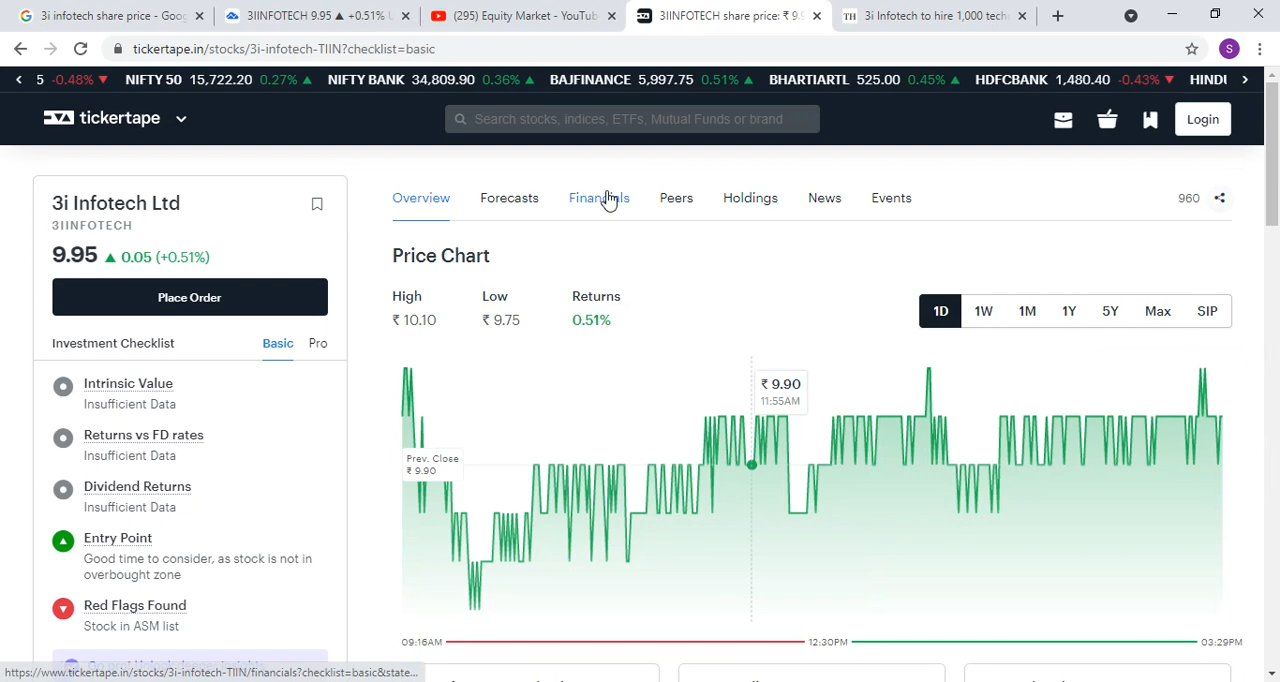 3i infotech share price - Goog
3IINFOTECH 9.95 ▲ +0.51% U
(295) Equity Market - YouTub
3IINFOTECH share price: ₹ 9.9
TH 3i Infotech to hire 1,000 tech
tickertape.in/stocks/3i-infotech-TIIN?checklist=basic
S
5 -0.48% ▼ NIFTY 50 15,722.20 0.27% ▲ NIFTY BANK 34,809.90 0.36% ▲ BAJFINANCE 5,997.75 0.51% ▲ BHARTIARTL 525.00 0.45% ▲ HDFCBANK 1,480.40 -0.43% ▼ HINDU
tickertape
Search stocks, indices, ETFs, Mutual Funds or brand
Login
3i Infotech Ltd
3IINFOTECH
9.95 ▲ 0.05 (+0.51%)
Place Order
Investment Checklist Basic Pro
Intrinsic Value
Insufficient Data
Returns vs FD rates
Insufficient Data
Dividend Returns
Insufficient Data
Entry Point
Good time to consider, as stock is not in
overbought zone
Red Flags Found
Stock in ASM list
Overview Forecasts Financials Peers Holdings News Events
960
Price Chart
High Low Returns
₹ 10.10 ₹ 9.75 0.51%
1D 1W 1M 1Y 5Y Max SIP
₹ 9.90
11:55AM
Prev. Close
₹ 9.90
09:16AM 12:30PM 03:29PM
https://www.tickertape.in/stocks/3i-infotech-TIIN/financials?checklist=basic&state...